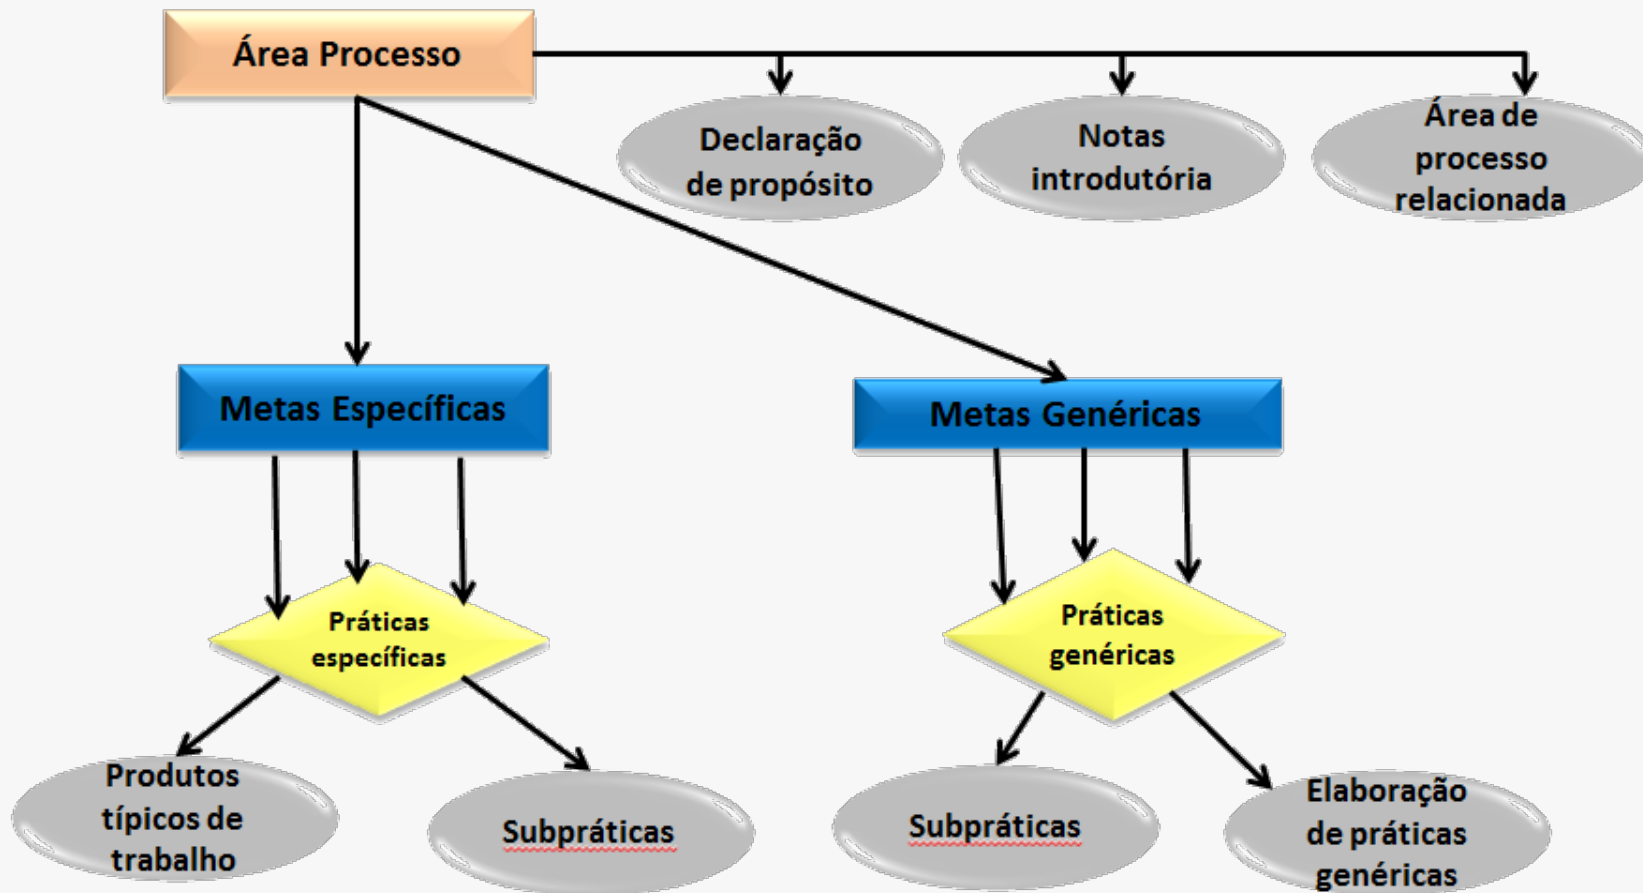 Área Processo
Declaração
de propósito
Notas
introdutória
Área de
processo
relacionada
Metas Específicas
Metas Genéricas
Práticas
específicas
Práticas
genéricas
Produtos
típicos de
trabalho
Subpráticas
Subpráticas
Elaboração
de práticas
genéricas